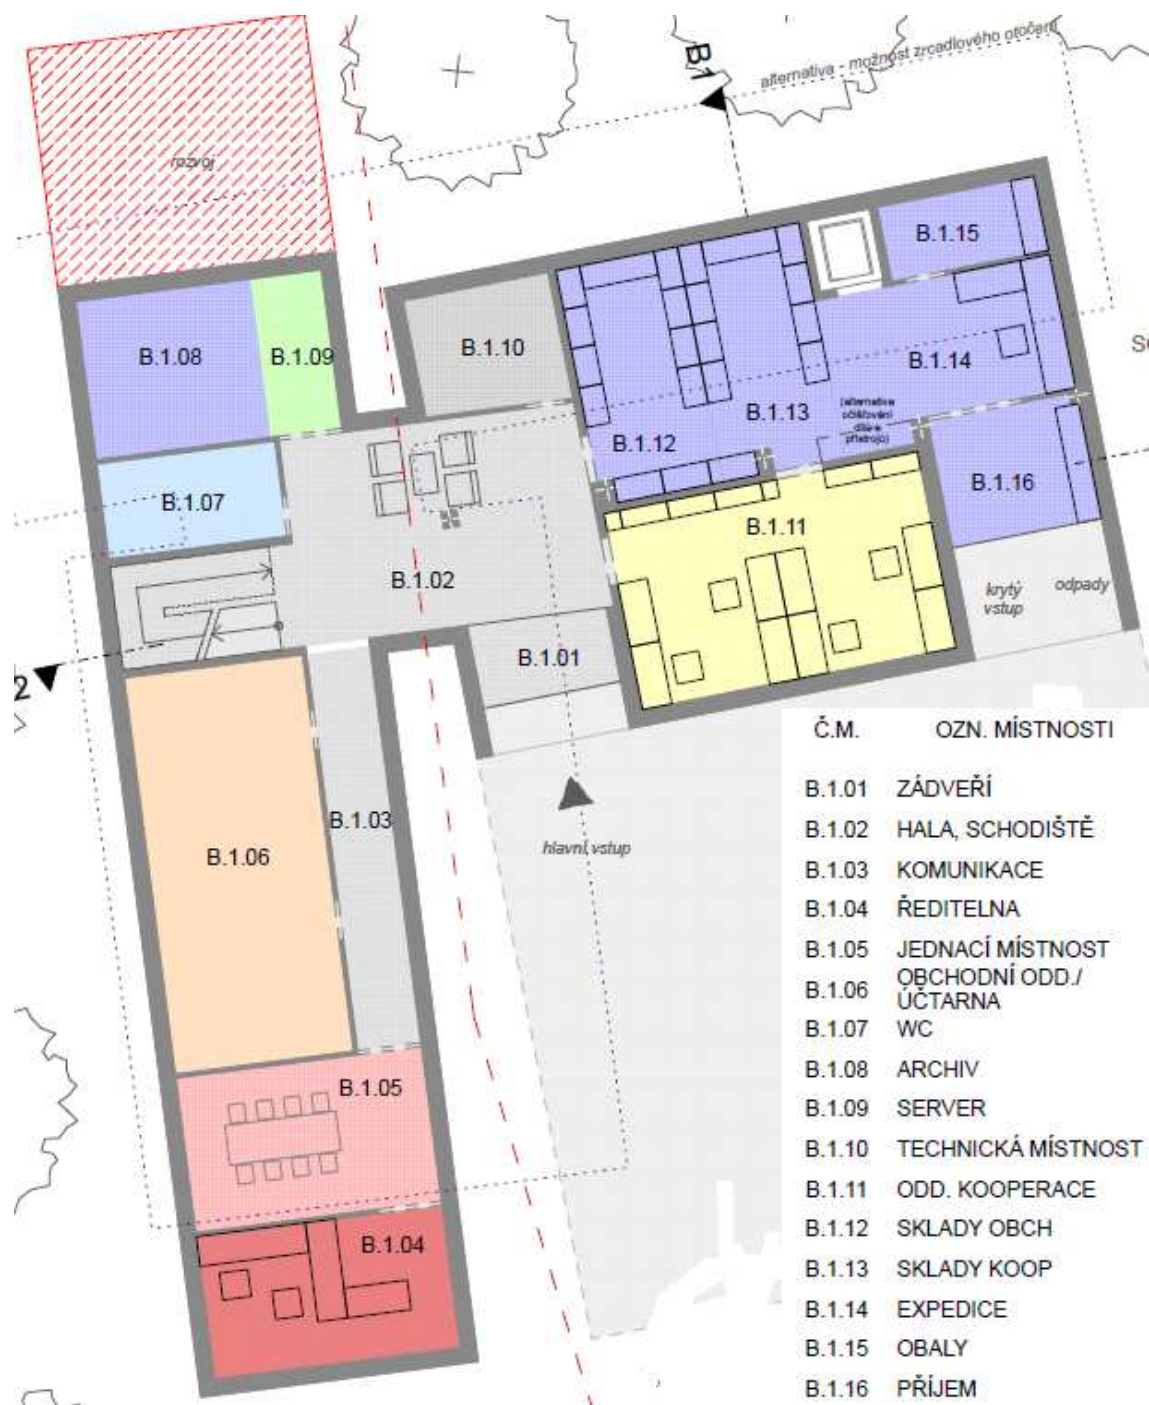 B1
alternativa - možnost zrcadlového otočení
rozvoj
B.1.15
B.1.08
B.1.09
B.1.10
B.1.14
(alternativa
očišťování
dílů a
přístrojů)
B.1.13
B.1.12
B.1.16
B.1.07
B.1.11
B.1.02
krytý
vstup
odpady
B.1.01
2
B.1.03
hlavní vstup
B.1.06
B.1.05
B.1.04
Č.M. OZN. MÍSTNOSTI
B.1.01 ZÁDVEŘÍ
B.1.02 HALA, SCHODIŠTĚ
B.1.03 KOMUNIKACE
B.1.04 ŘEDITELNA
B.1.05 JEDNACÍ MÍSTNOST
B.1.06 OBCHODNÍ ODD./
ÚČTARNA
B.1.07 WC
B.1.08 ARCHIV
B.1.09 SERVER
B.1.10 TECHNICKÁ MÍSTNOST
B.1.11 ODD. KOOPERACE
B.1.12 SKLADY OBCH
B.1.13 SKLADY KOOP
B.1.14 EXPEDICE
B.1.15 OBALY
B.1.16 PŘÍJEM